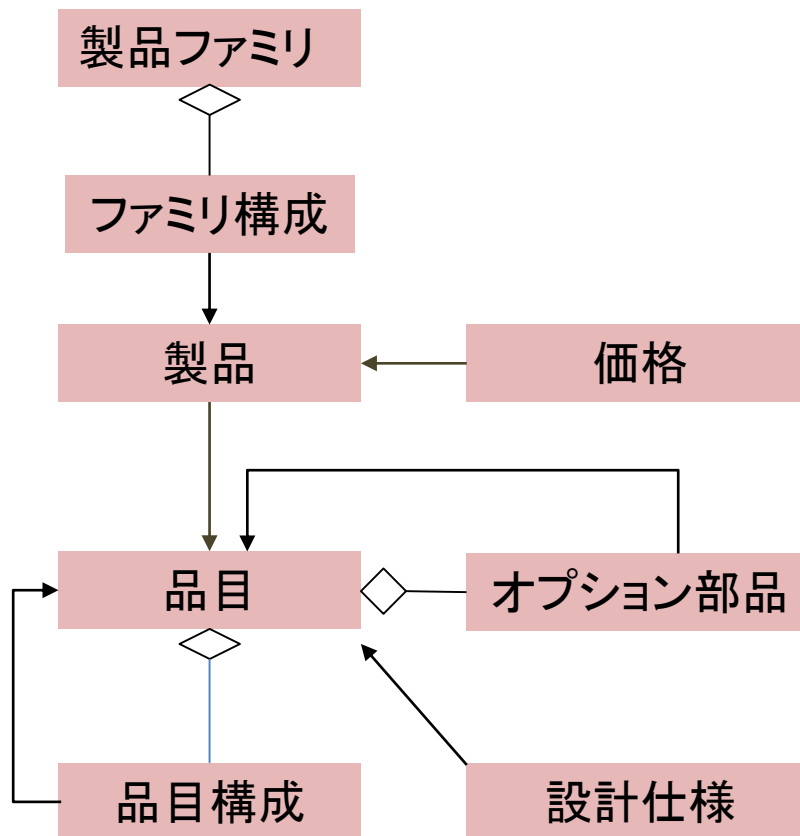 製品ファミリ
ファミリ構成
製品
価格
品目
オプション部品
品目構成
設計仕様